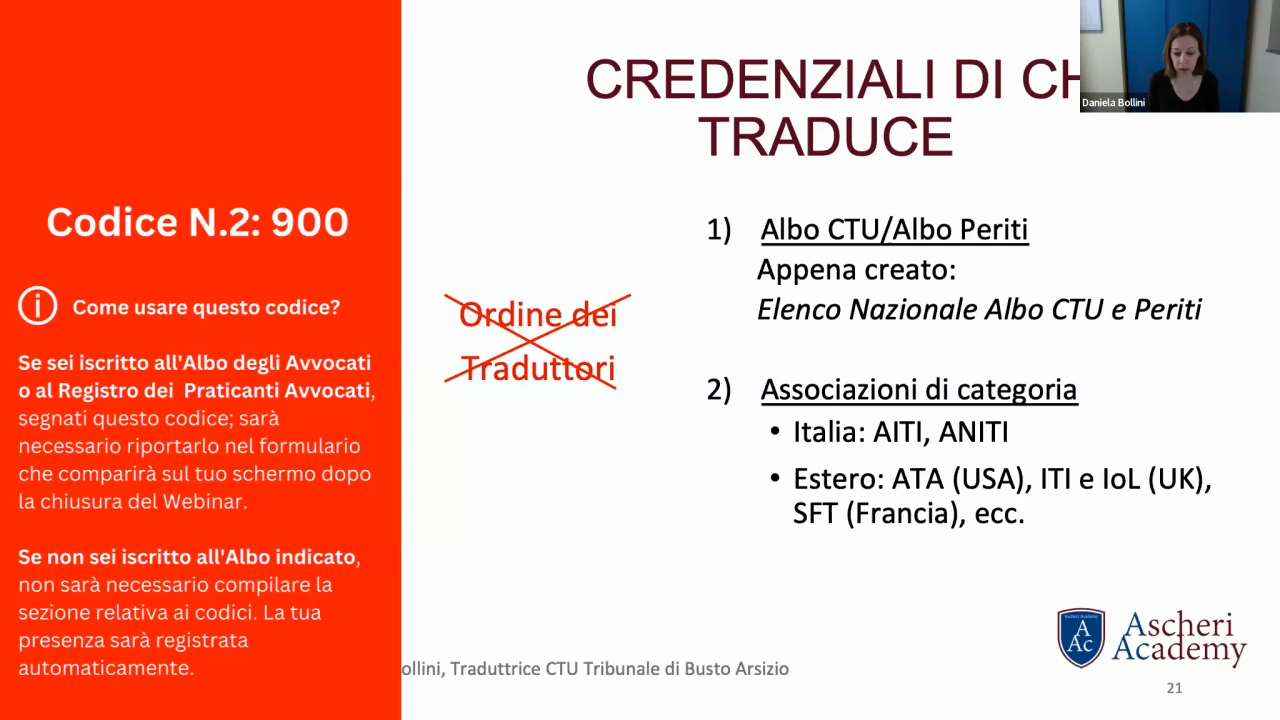 Codice N.2: 900
Come usare questo codice?
Se sei iscritto all'Albo degli Avvocati
o al Registro dei Praticanti Avvocati,
segnati questo codice; sarà
necessario riportarlo nel formulario
che comparirà sul tuo schermo dopo
la chiusura del Webinar.
Se non sei iscritto all'Albo indicato,
non sarà necessario compilare la
sezione relativa ai codici. La tua
presenza sarà registrata
automaticamente.
CREDENZIALI DI CH
TRADUCE
Daniela Bollini
Ordine dei
Traduttori
1) Albo CTU/Albo Periti
Appena creato:
Elenco Nazionale Albo CTU e Periti
2) Associazioni di categoria
• Italia: AITI, ANITI
• Estero: ATA (USA), ITI e IoL (UK),
SFT (Francia), ecc.
ollini, Traduttrice CTU Tribunale di Busto Arsizio
Ascheri Academy
A
Ac
Ascheri
Academy
21